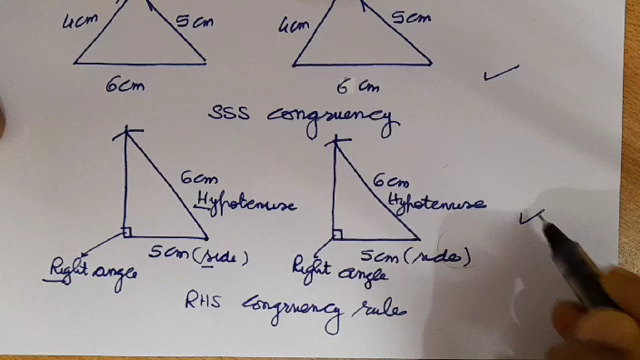 4cm 5cm 4cm 5cm
6cm 6 cm
SSS congruency
6cm 6cm
Hypotenuse Hypotenuse
5cm (side) 5cm (side)
Right angle Right angle
RHS congruency rule